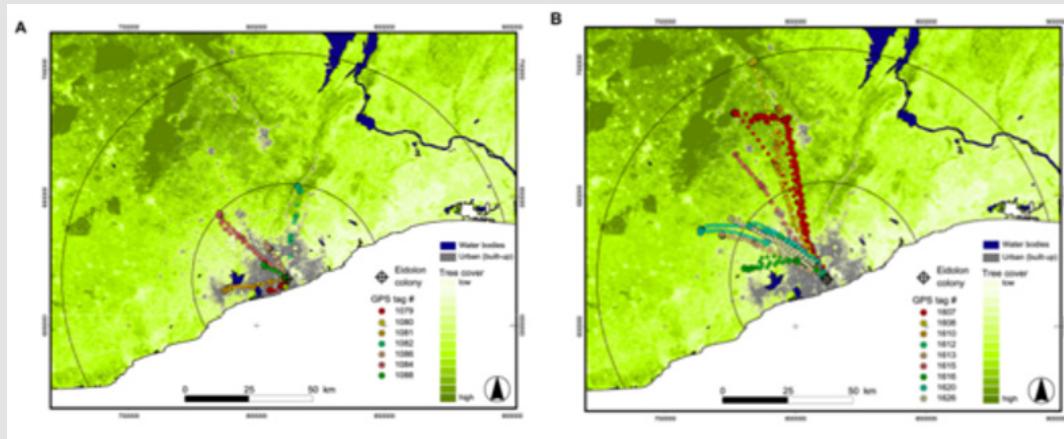 A
Water bodies
Urban (built-up)
Eidolon colony
Tree cover
low
high
GPS tag #
1079
1080
1081
1082
1086
1084
1088
0 25 50 km
B
Water bodies
Urban (built-up)
Eidolon colony
Tree cover
low
high
GPS tag #
1607
1608
1610
1612
1613
1615
1616
1620
1626
0 25 50 km